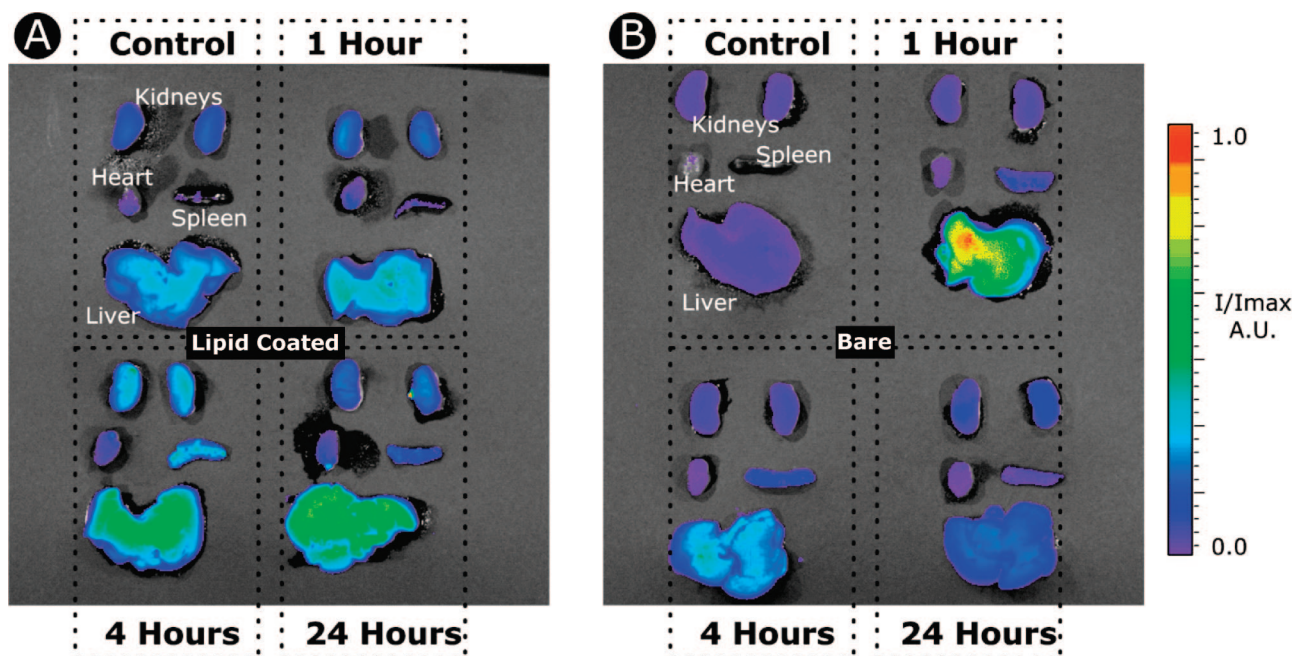 A
Control
1 Hour
Kidneys
Heart
Spleen
Liver
Lipid Coated
4 Hours
24 Hours
B
Control
1 Hour
Kidneys
Spleen
Heart
Liver
Bare
4 Hours
24 Hours
1.0
I/Imax
A.U.
0.0